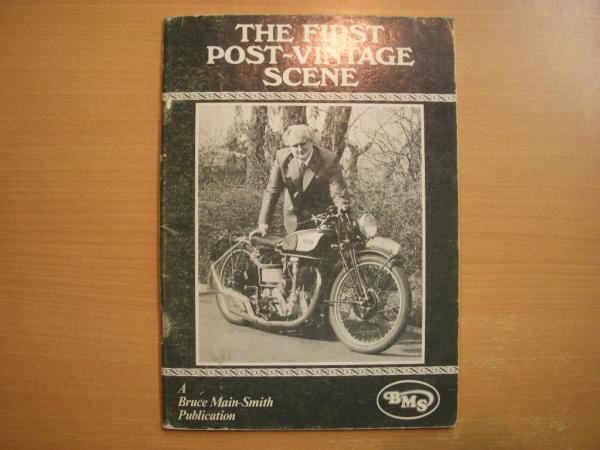 THE FIRST
POST-VINTAGE
SCENE
A
Bruce Main-Smith
Publication
BMS